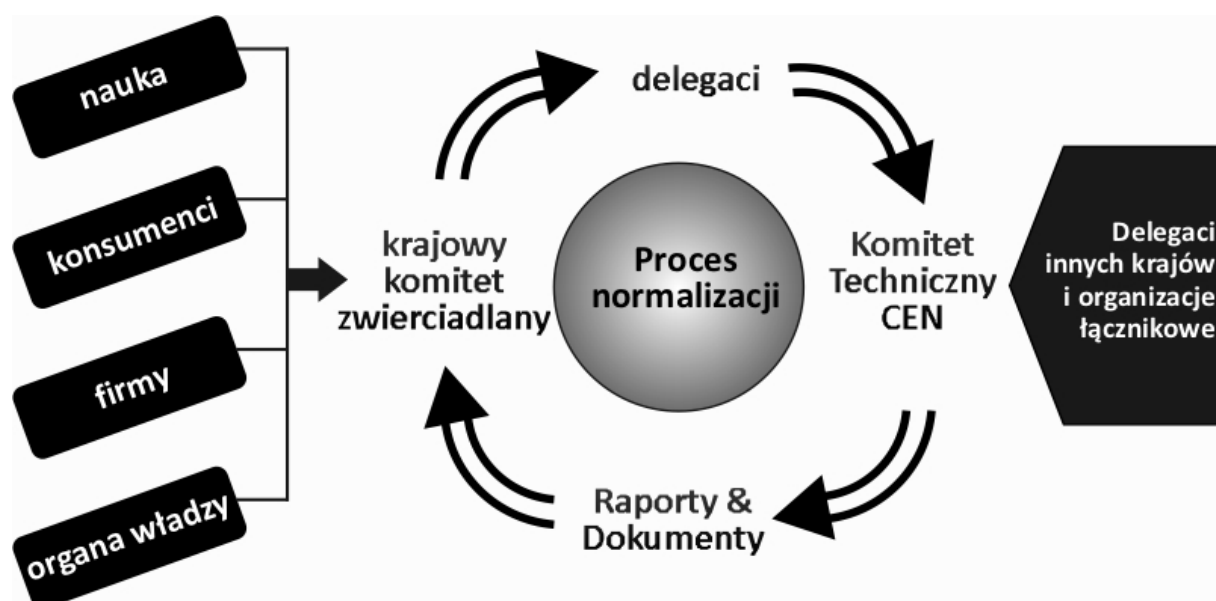 nauka
konsumenci
firmy
organa władzy
krajowy
komitet
zwierciadlany
delegaci
Proces
normalizacji
Komitet
Techniczny
CEN
Raporty &
Dokumenty
Delegaci
innych krajów
i organizacje
łącznikowe